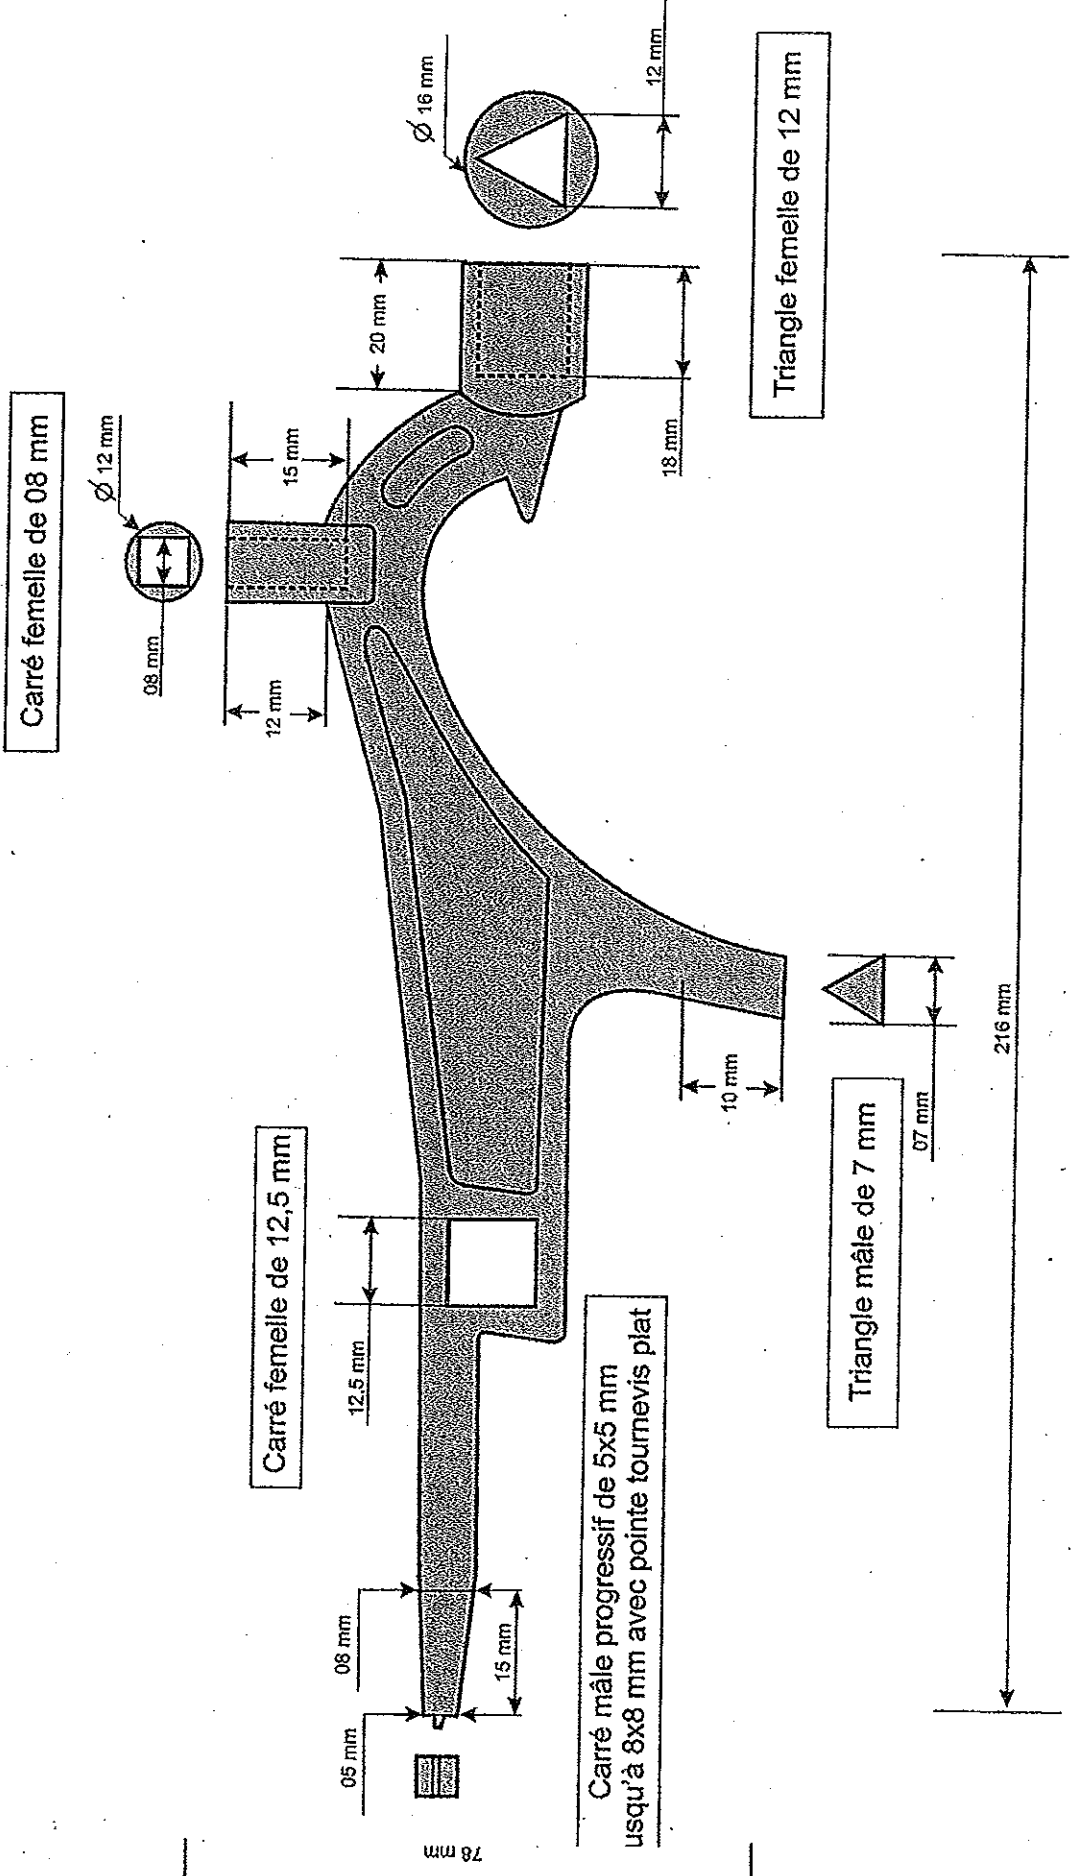 Carré femelle de 08 mm
Ø 12 mm
08 mm
15 mm
12 mm
20 mm
Ø 16 mm
12 mm
18 mm
Triangle femelle de 12 mm
Carré femelle de 12,5 mm
12,5 mm
08 mm
05 mm
15 mm
78 mm
Carré mâle progressif de 5x5 mm
usqu'à 8x8 mm avec pointe tournevis plat
10 mm
07 mm
Triangle mâle de 7 mm
216 mm